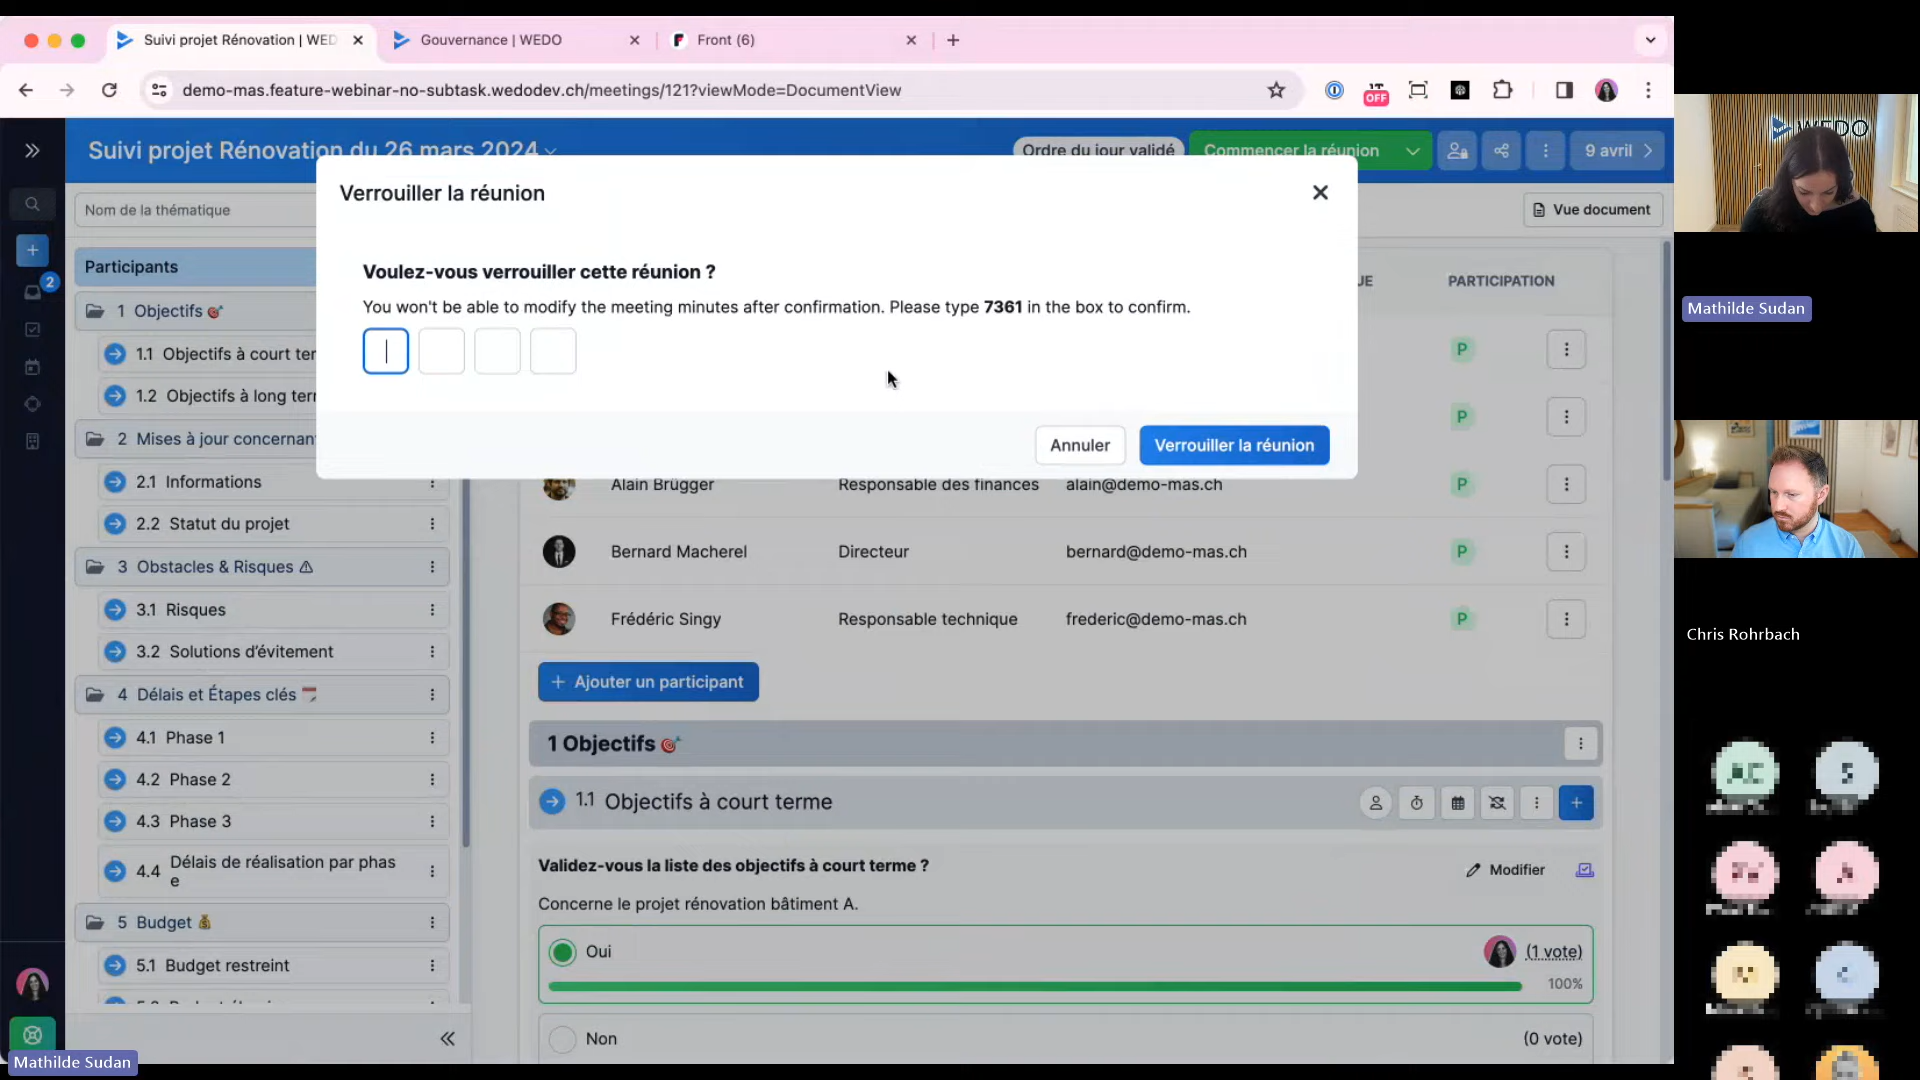 Suivi projet Rénovation | WED
Gouvernance | WEDO
Front (6)
demo-mas.feature-webinar-no-subtask.wedodev.ch/meetings/121?viewMode=DocumentView
OFF
Suivi projet Rénovation du 26 mars 2024
Ordre du jour validé
Commencer la réunion
9 avril
Nom de la thématique
Vue document
Verrouiller la réunion
Voulez-vous verrouiller cette réunion ?
You won't be able to modify the meeting minutes after confirmation. Please type 7361 in the box to confirm.
Annuler
Verrouiller la réunion
2
Participants
1 Objectifs
1.1 Objectifs à court ter
1.2 Objectifs à long ter
2 Mises à jour concernan
2.1 Informations
2.2 Statut du projet
3 Obstacles & Risques
3.1 Risques
3.2 Solutions d'évitement
4 Délais et Étapes clés
4.1 Phase 1
4.2 Phase 2
4.3 Phase 3
4.4 Délais de réalisation par phas
e
5 Budget
5.1 Budget restreint
UE
PARTICIPATION
P
P
Alain Brügger Responsable des finances alain@demo-mas.ch P
Bernard Macherel Directeur bernard@demo-mas.ch P
Frédéric Singy Responsable technique frederic@demo-mas.ch P
+ Ajouter un participant
1 Objectifs
1.1 Objectifs à court terme
Validez-vous la liste des objectifs à court terme ?
Modifier
Concerne le projet rénovation bâtiment A.
Oui
(1 vote)
100%
Non
(0 vote)
Mathilde Sudan
WEDO
Mathilde Sudan
Chris Rohrbach
AC
S